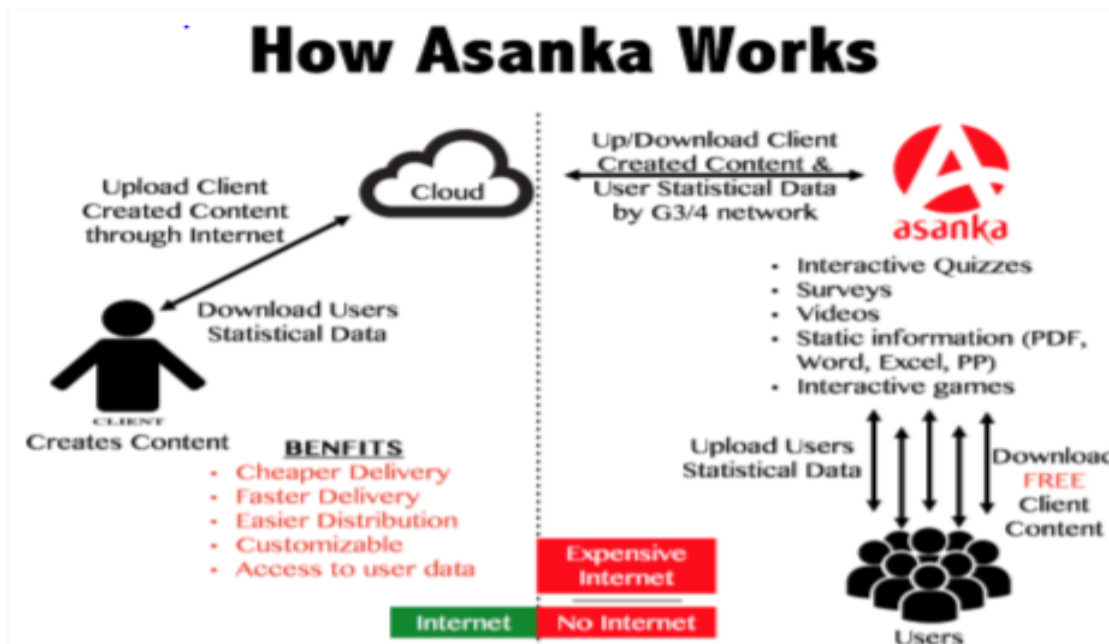 How Asanka Works
Upload Client
Created Content
through Internet
Cloud
Up/Download Client
Created Content &
User Statistical Data
by G3/4 network
asanka
Download Users
Statistical Data
CLIENT
Creates Content
• Interactive Quizzes
• Surveys
• Videos
• Static information (PDF,
Word, Excel, PP)
• Interactive games
BENFITS
• Cheaper Delivery
• Faster Delivery
• Easier Distribution
• Customizable
• Access to user data
Upload Users
Statistical Data
Download
FREE
Client
Content
Expensive
Internet
Internet
No Internet
Users